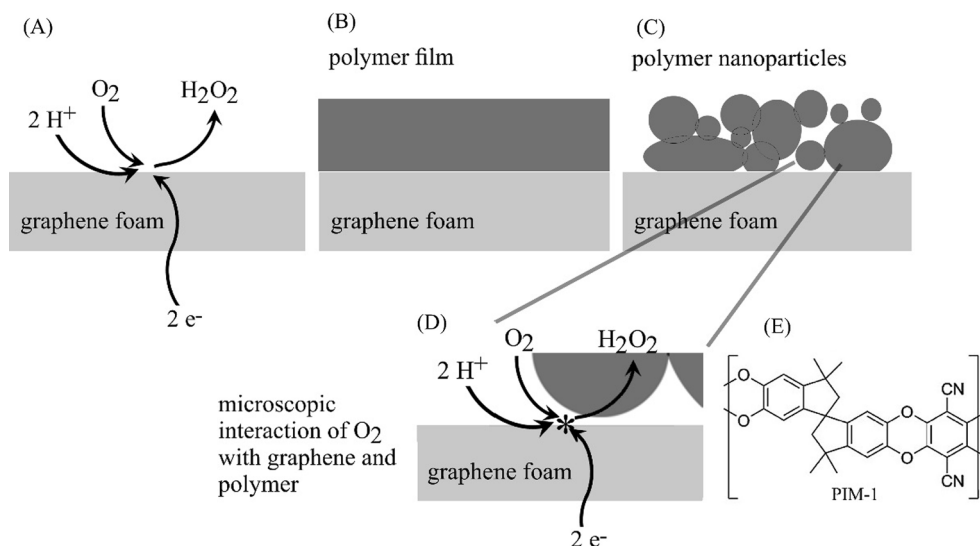 (A)
O2
H2O2
2 H+
graphene foam
2 e-
(B)
polymer film
graphene foam
(C)
polymer nanoparticles
graphene foam
(D)
O2
H2O2
2 H+
microscopic
interaction of O2
with graphene and
polymer
graphene foam
2 e-
(E)
O
O
O
O
CN
CN
PIM-1